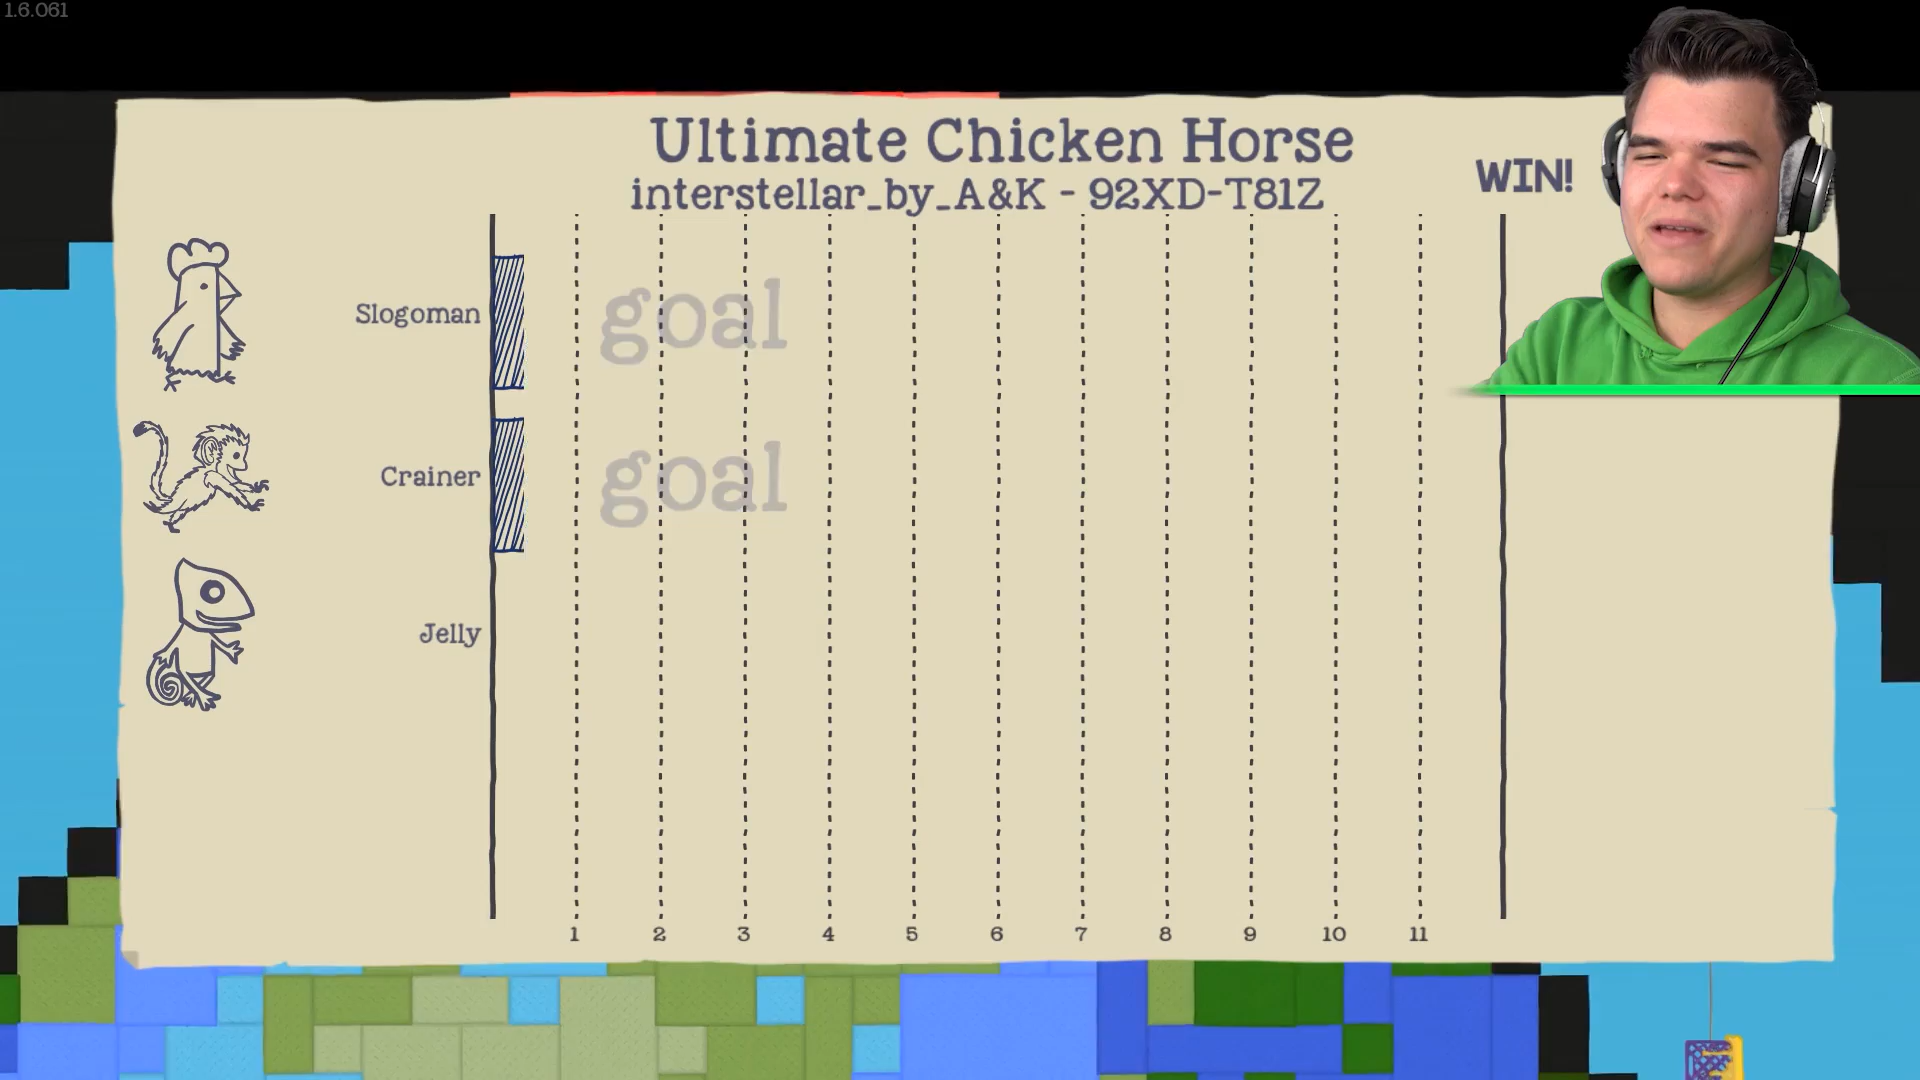 1.6.061
Ultimate Chicken Horse
interstellar_by_A&K - 92XD-T81Z
WIN!
Slogoman
goal
Crainer
goal
Jelly
1 2 3 4 5 6 7 8 9 10 11